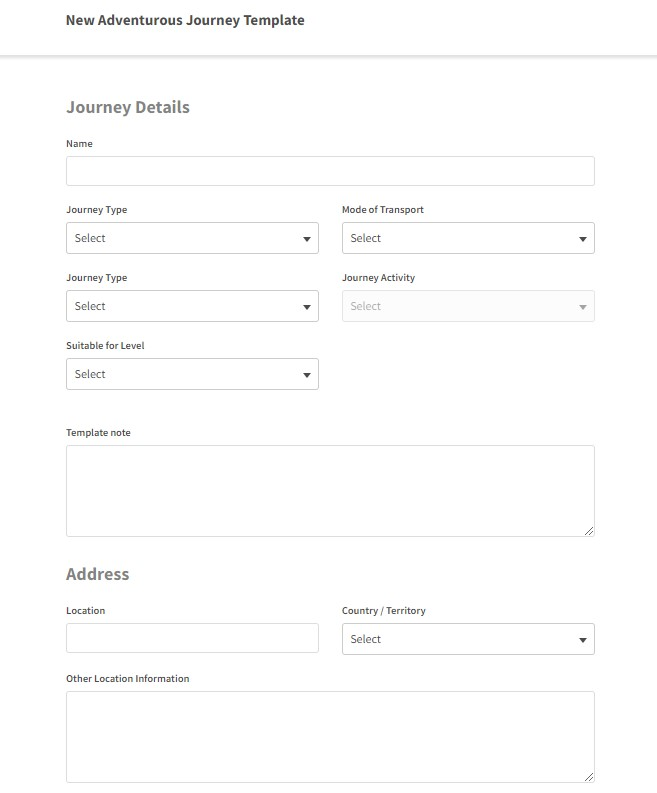 New Adventurous Journey Template
Journey Details
Name
Journey Type
Mode of Transport
Select
Select
Journey Type
Journey Activity
Select
Select
Suitable for Level
Select
Template note
Address
Location
Country / Territory
Select
Other Location Information